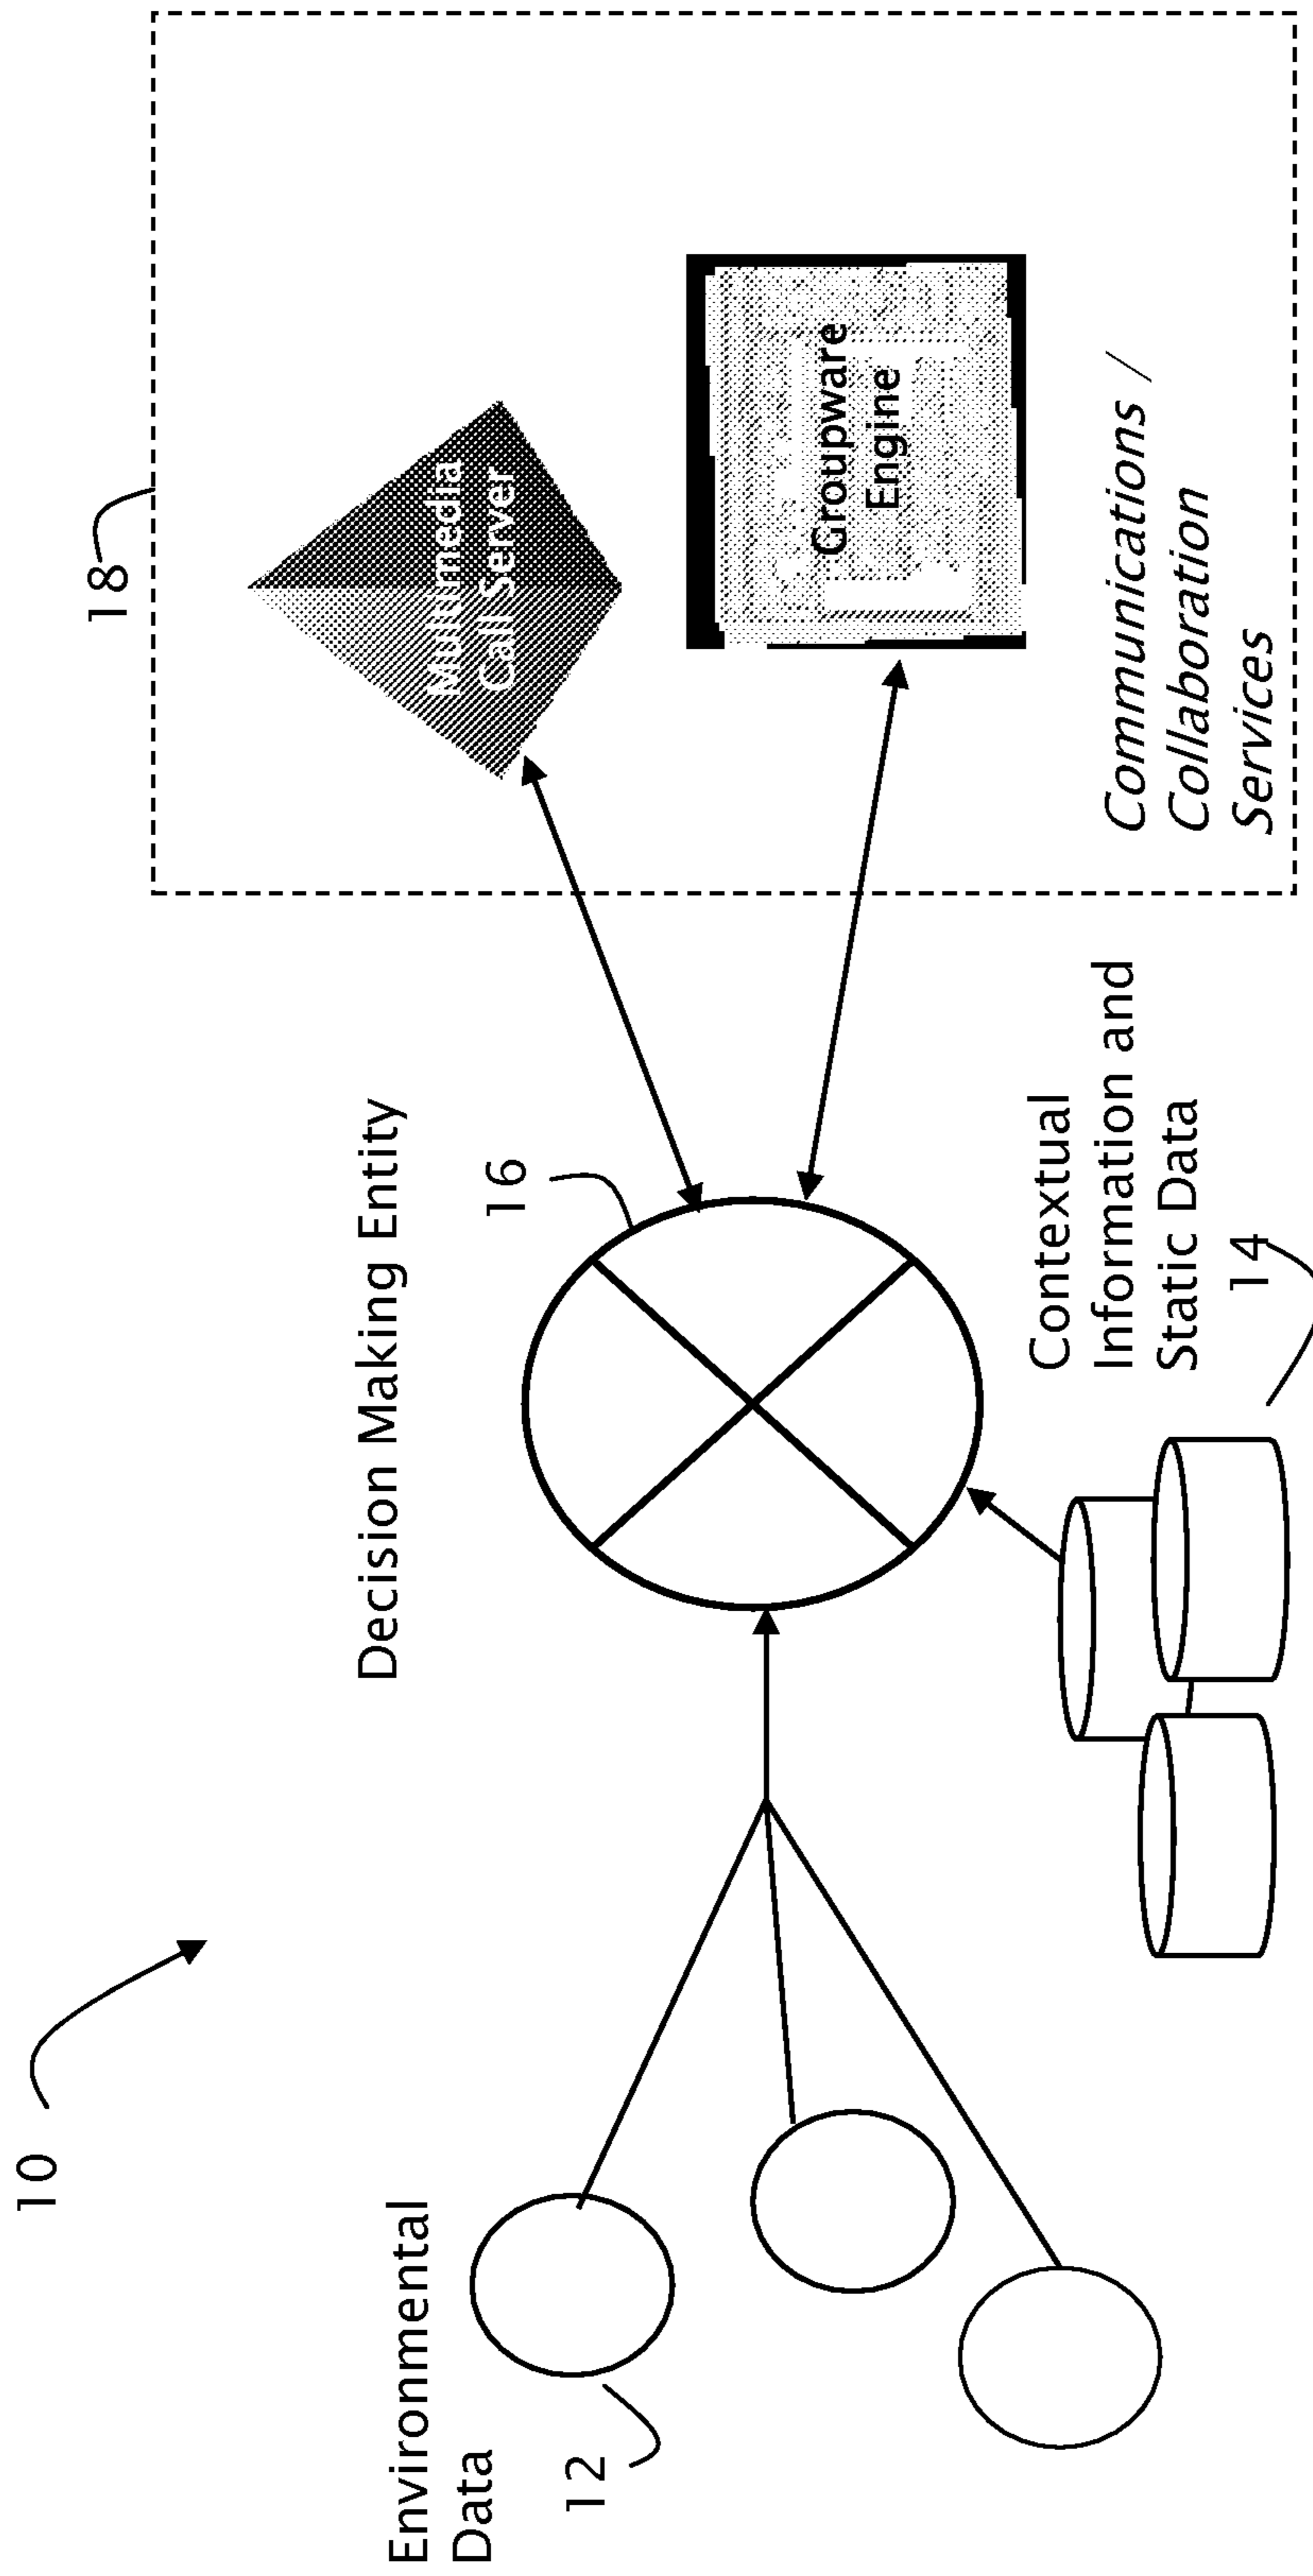 10
18
Environmental
Data
12
Decision Making Entity
16
Multimedia
Call Server
Groupware
Engine
Contextual
Information and
Static Data
14
Communications /
Collaboration
Services